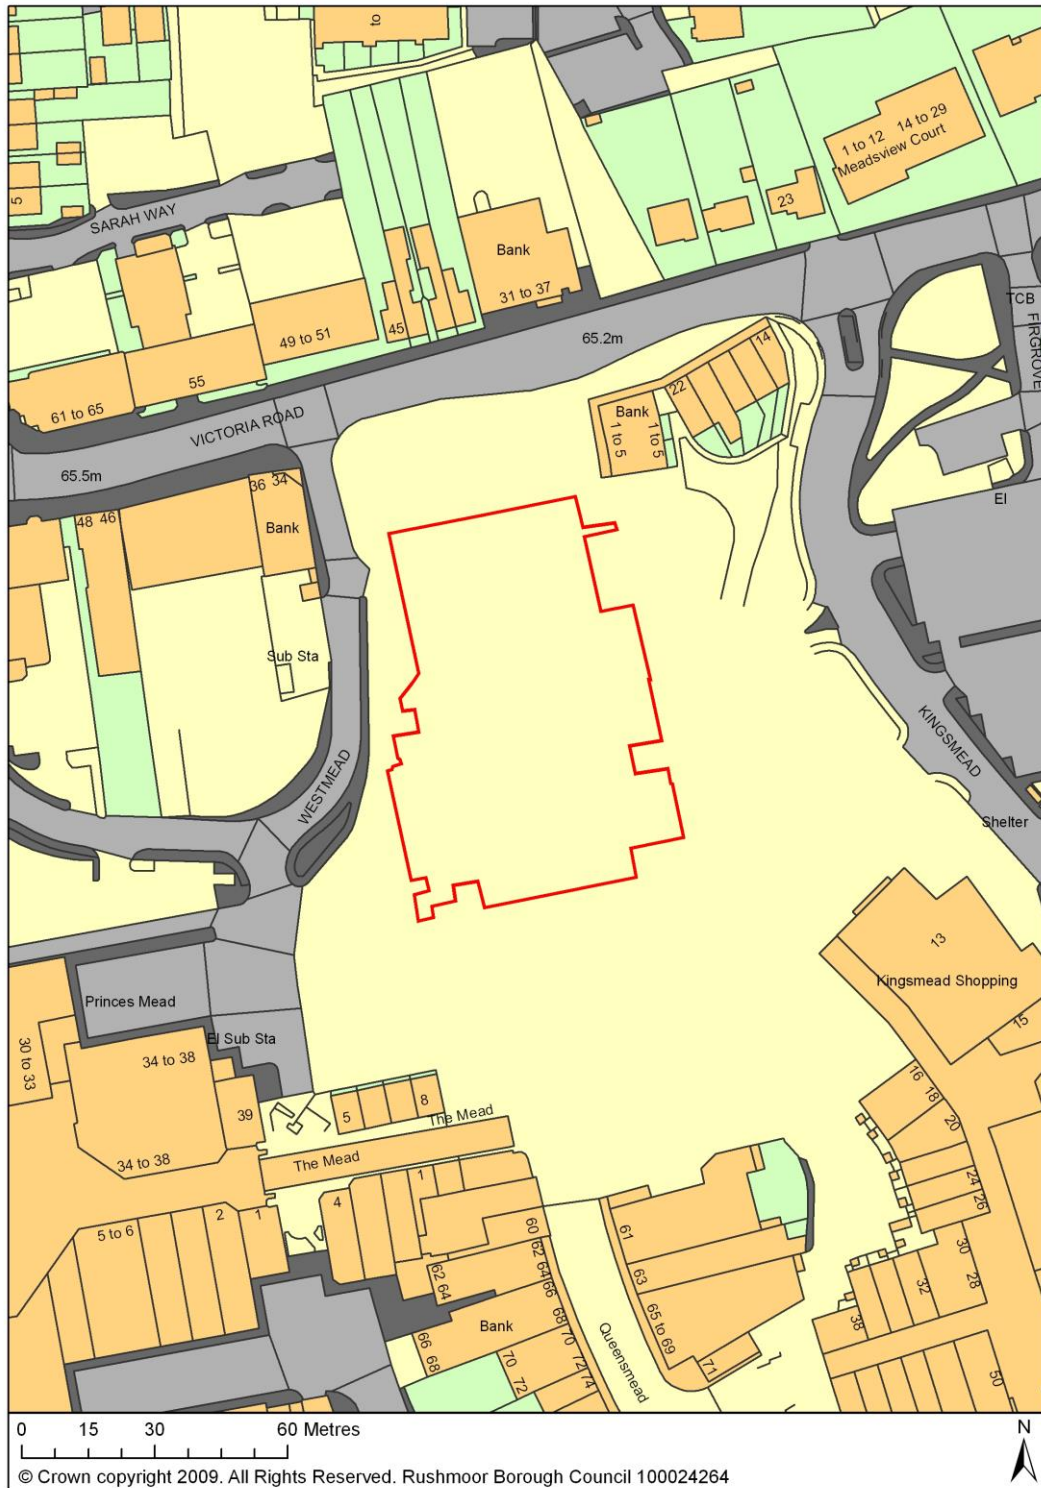 to
1 to 12 14 to 29
Meadsview Court
5
SARAH WAY
23
Bank
31 to 37
TCB
FIRGROVE
49 to 51
45
65.2m
14
22
55
Bank
1 to 5
1 to 5
61 to 65
VICTORIA ROAD
65.5m
36 34
El
48 46
Bank
Sub Sta
KINGSMEAD
WESTMEAD
Shelter
13
Kingsmead Shopping
Princes Mead
15
El Sub Sta
30 to 33
34 to 38
16
18
39
5
8
The Mead
20
34 to 38
The Mead
24
26
1
4
5 to 6
2
1
60
61
62
30
62
64
64
66
63
28
32
68
65 to 69
38
Bank
70
66
68
Queensmead
70
72
72
74
71
50
0 15 30 60 Metres
N
© Crown copyright 2009. All Rights Reserved. Rushmoor Borough Council 100024264